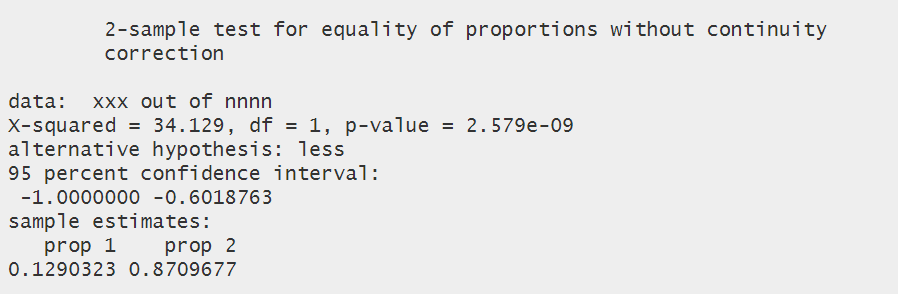 2-sample test for equality of proportions without continuity
correction
data:  xxx out of nnnn
X-squared = 34.129, df = 1, p-value = 2.579e-09
alternative hypothesis: less
95 percent confidence interval:
-1.0000000 -0.6018763
sample estimates:
prop 1    prop 2
0.1290323 0.8709677